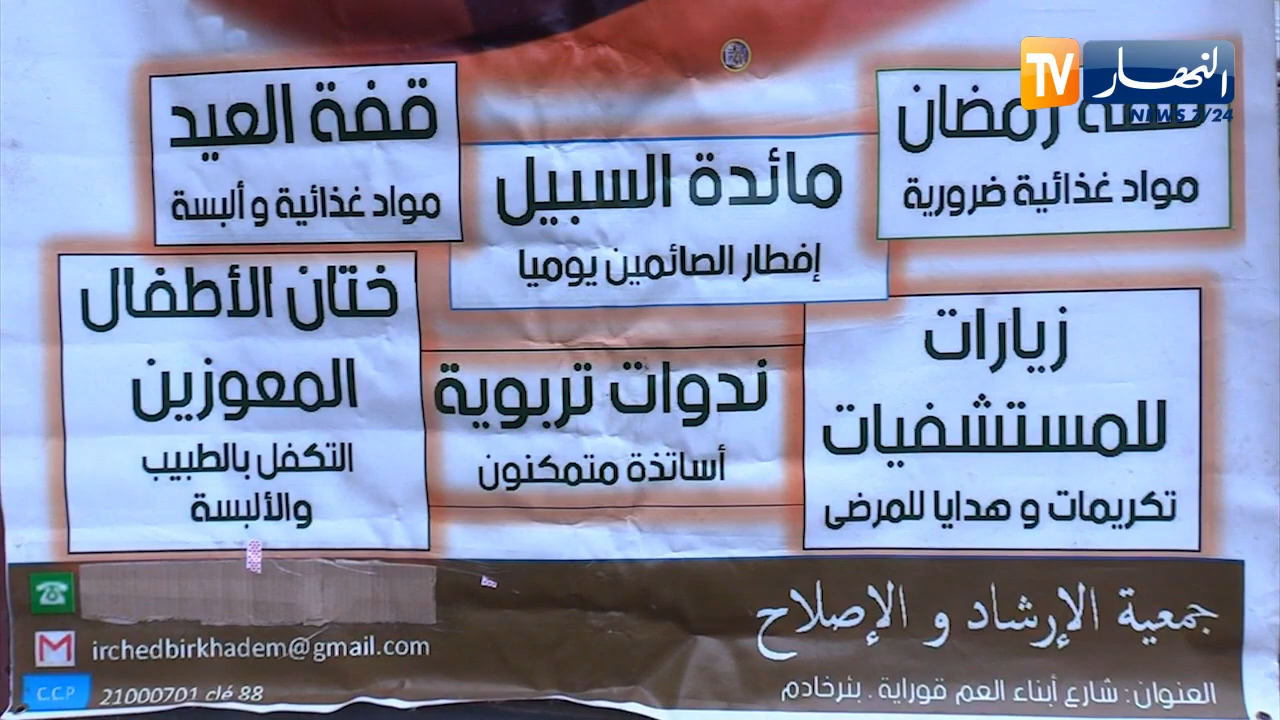 النهار TV
NEWS 7/24
رمضان
مواد غذائية ضرورية
مائدة السبيل
إفطار الصائمين يوميا
قفة العيد
مواد غذائية و ألبسة
زيارات
للمستشفيات
تكريمات و هدايا للمرضى
ندوات تربوية
أساتذة متمكنون
ختان الأطفال
المعوزين
التكفل بالطبيب
والألبسة
جمعية الإرشاد و الإصلاح
العنوان: شارع أبناء العم قوراية . بئرخادم
irchedbirkhadem@gmail.com
C.C.P 21000701 clé 88